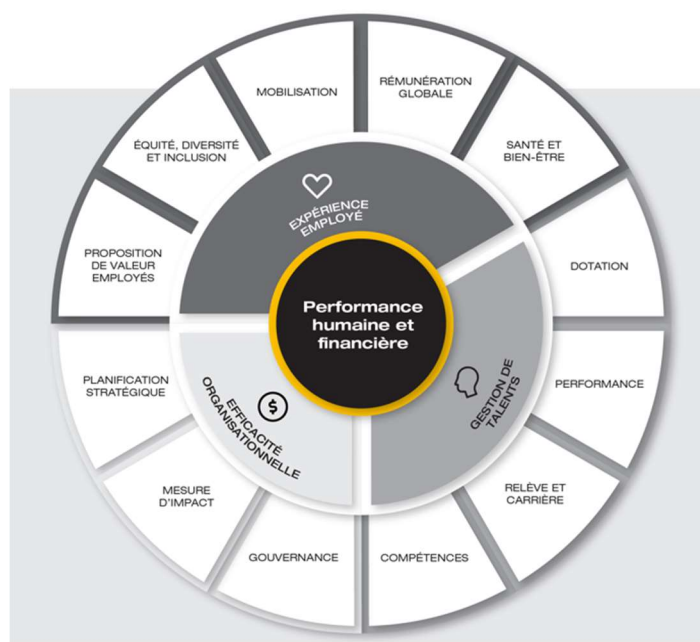 MOBILISATION
RÉMUNÉRATION
GLOBALE
SANTÉ ET
BIEN-ÊTRE
DOTATION
PERFORMANCE
RELÈVE ET
CARRIÈRE
COMPÉTENCES
GOUVERNANCE
MESURE
D'IMPACT
PLANIFICATION
STRATÉGIQUE
PROPOSITION
DE VALEUR
EMPLOYÉS
ÉQUITÉ, DIVERSITÉ
ET INCLUSION
EXPÉRIENCE
EMPLOYÉ
GESTION DE
TALENTS
$
EFFICACITÉ
ORGANISATIONNELLE
Performance
humaine et
financière